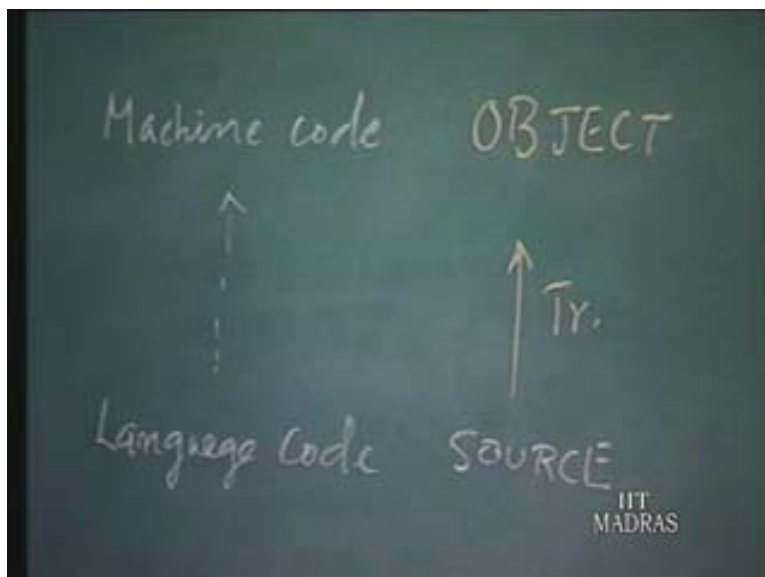 Machine code OBJECT
Tr.
Language Code SOURCE
IIT
MADRAS